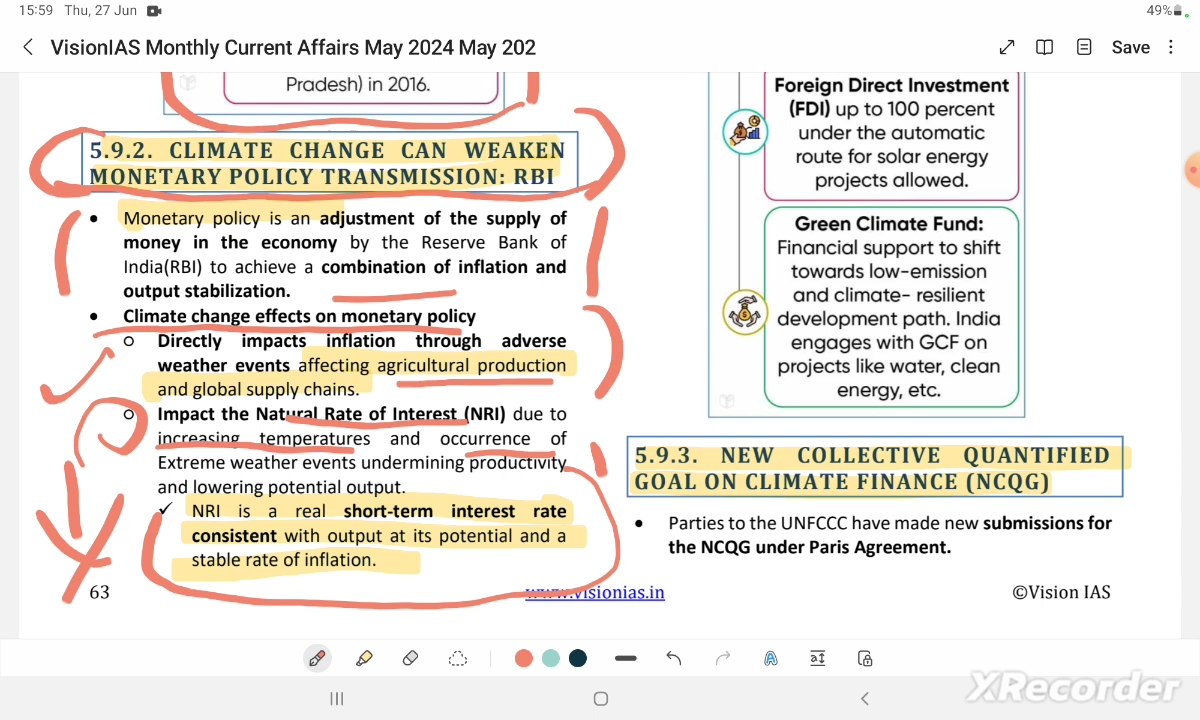 15:59 Thu, 27 Jun
49%
VisionIAS Monthly Current Affairs May 2024 May 202
Save
Pradesh) in 2016.
5.9.2. CLIMATE CHANGE CAN WEAKEN
MONETARY POLICY TRANSMISSION: RBI
• Monetary policy is an adjustment of the supply of
money in the economy by the Reserve Bank of
India(RBI) to achieve a combination of inflation and
output stabilization.
• Climate change effects on monetary policy
o Directly impacts inflation through adverse
weather events affecting agricultural production
and global supply chains.
o Impact the Natural Rate of Interest (NRI) due to
increasing temperatures and occurrence of
Extreme weather events undermining productivity
and lowering potential output.
✓ NRI is a real short-term interest rate
consistent with output at its potential and a
stable rate of inflation.
Foreign Direct Investment
(FDI) up to 100 percent
under the automatic
route for solar energy
projects allowed.
Green Climate Fund:
Financial support to shift
towards low-emission
and climate- resilient
development path. India
engages with GCF on
projects like water, clean
energy, etc.
5.9.3. NEW COLLECTIVE QUANTIFIED
GOAL ON CLIMATE FINANCE (NCQG)
• Parties to the UNFCCC have made new submissions for
the NCQG under Paris Agreement.
63
www.visionias.in
©Vision IAS
XRecorder